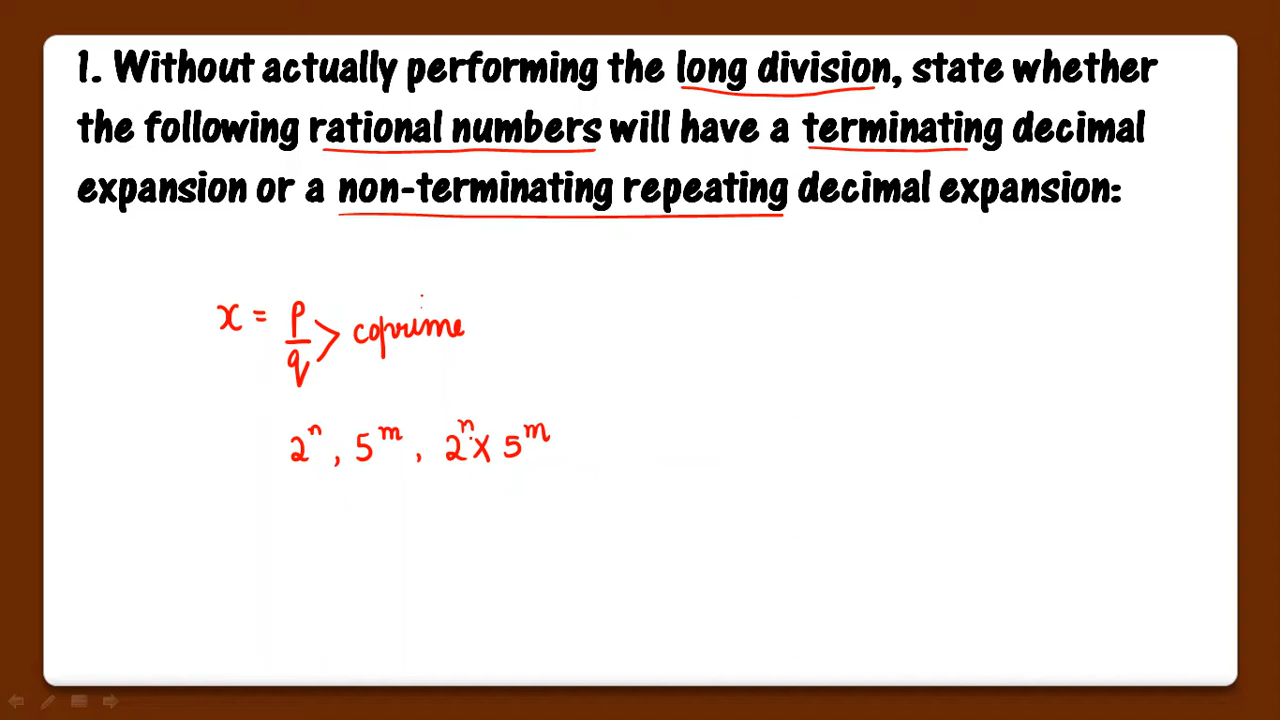 1. Without actually performing the long division, state whether
the following rational numbers will have a terminating decimal
expansion or a non-terminating repeating decimal expansion:
x = p/q > coprime
2^n , 5^m , 2^n × 5^m